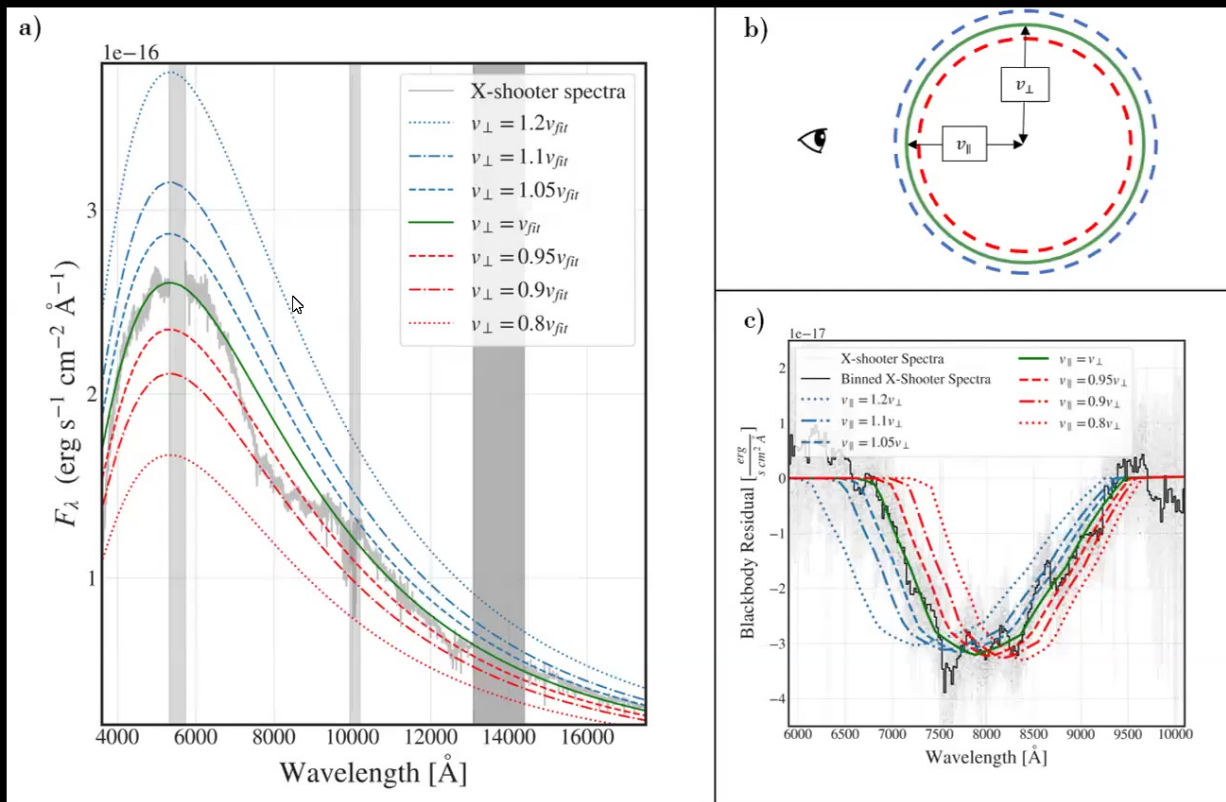 a)
1e−16
F_λ (erg s⁻¹ cm⁻² Å⁻¹)
3
2
1
X-shooter spectra
v⊥ = 1.2v_fit
v⊥ = 1.1v_fit
v⊥ = 1.05v_fit
v⊥ = v_fit
v⊥ = 0.95v_fit
v⊥ = 0.9v_fit
v⊥ = 0.8v_fit
4000 6000 8000 10000 12000 14000 16000
Wavelength [Å]
b)
v⊥
v∥
c)
1e−17
Blackbody Residual [erg / s cm² Å]
2
1
0
−1
−2
−3
−4
X-shooter Spectra
Binned X-Shooter Spectra
v∥ = 1.2v⊥
v∥ = 1.1v⊥
v∥ = 1.05v⊥
v∥ = v⊥
v∥ = 0.95v⊥
v∥ = 0.9v⊥
v∥ = 0.8v⊥
6000 6500 7000 7500 8000 8500 9000 9500 10000
Wavelength [Å]